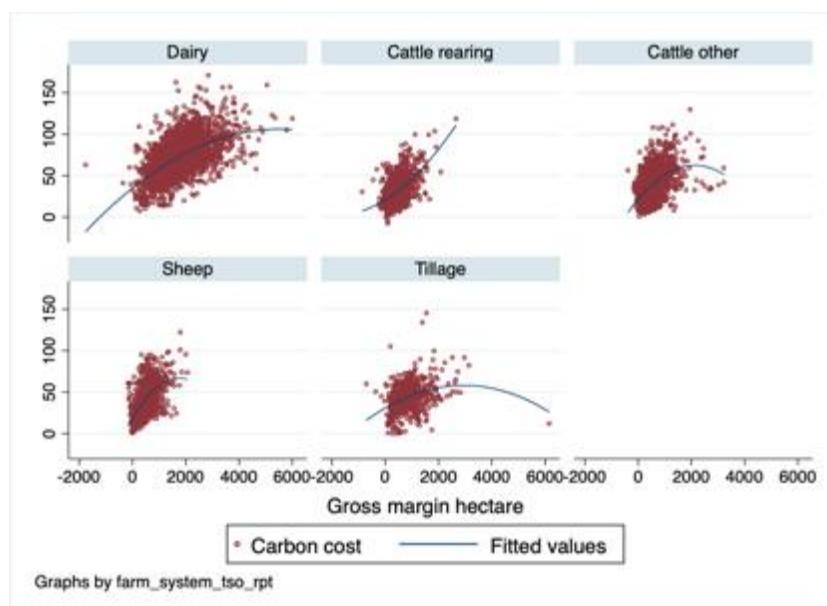 Dairy
Cattle rearing
Cattle other
150
100
50
0
Sheep
Tillage
150
100
50
0
-2000 0 2000 4000 6000 -2000 0 2000 4000 6000 -2000 0 2000 4000 6000
Gross margin hectare
Carbon cost
Fitted values
Graphs by farm_system_tso_rpt